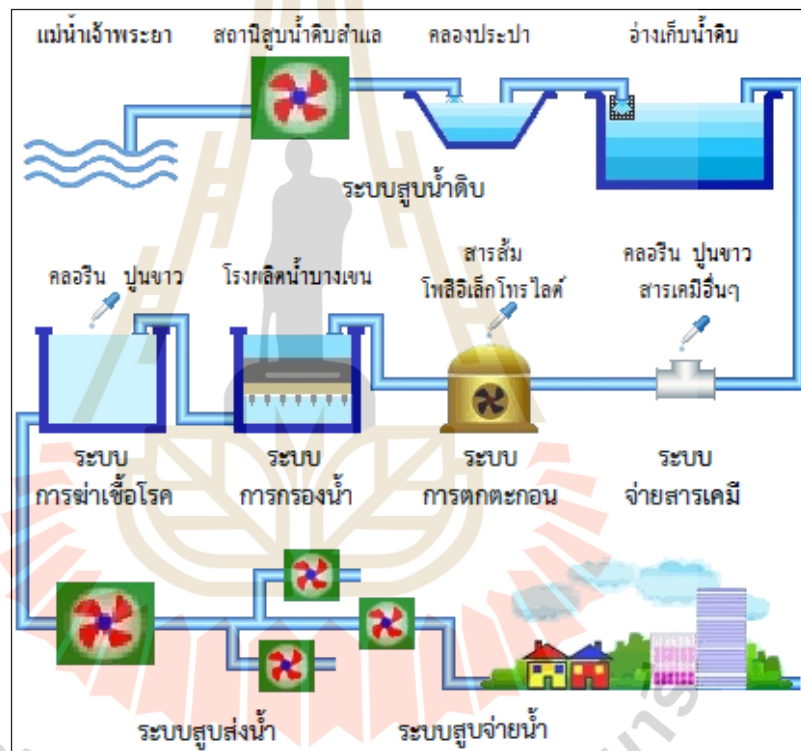 แม่น้ำเจ้าพระยา สถานีสูบน้ำดิบสำแล คลองประปา อ่างเก็บน้ำดิบ
ระบบสูบน้ำดิบ
คลอรีน ปูนขาว
โรงผลิตน้ำบางเขน
สารส้ม
โพลีอิเล็กโทรไลต์
คลอรีน ปูนขาว
สารเคมีอื่นๆ
ระบบ
การฆ่าเชื้อโรค
ระบบ
การกรองน้ำ
ระบบ
การตกตะกอน
ระบบ
จ่ายสารเคมี
ระบบสูบส่งน้ำ
ระบบสูบจ่ายน้ำ